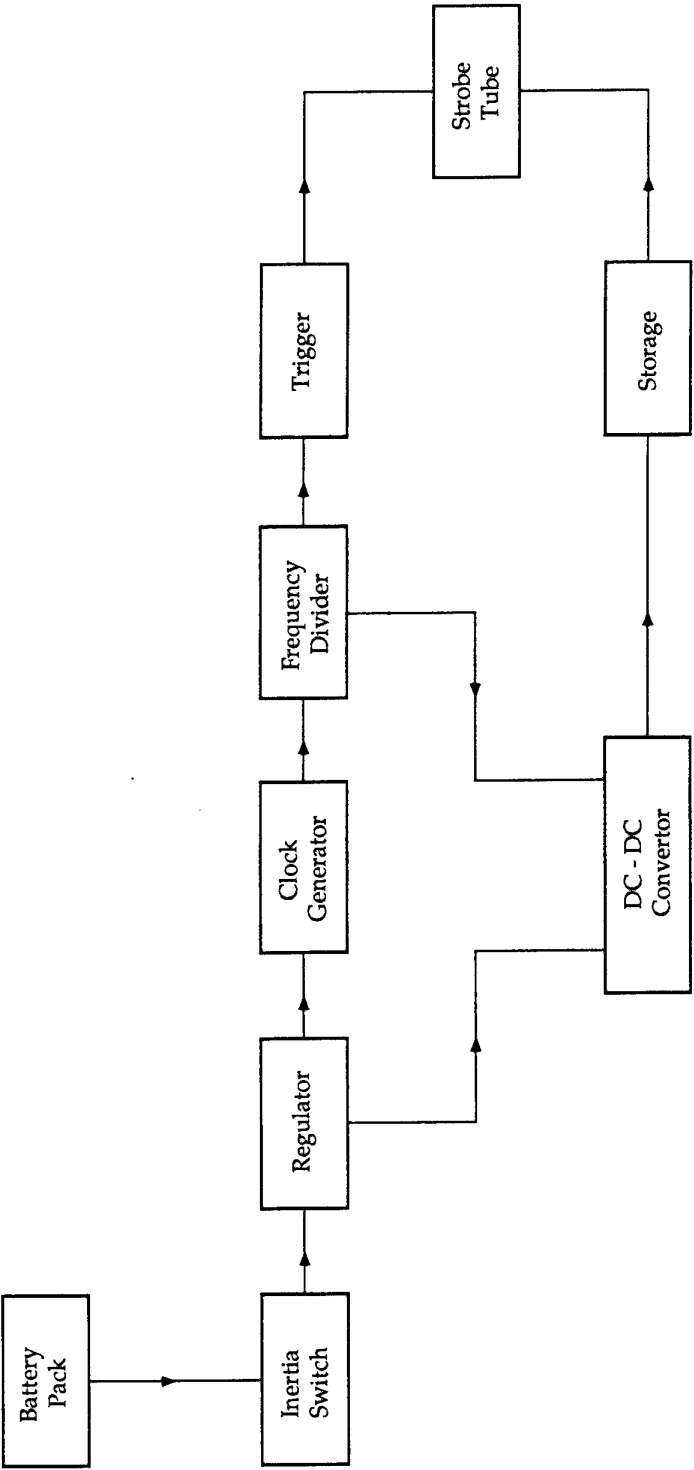 Battery
Pack
Inertia
Switch
Regulator
Clock
Generator
Frequency
Divider
Trigger
Strobe
Tube
DC - DC
Convertor
Storage